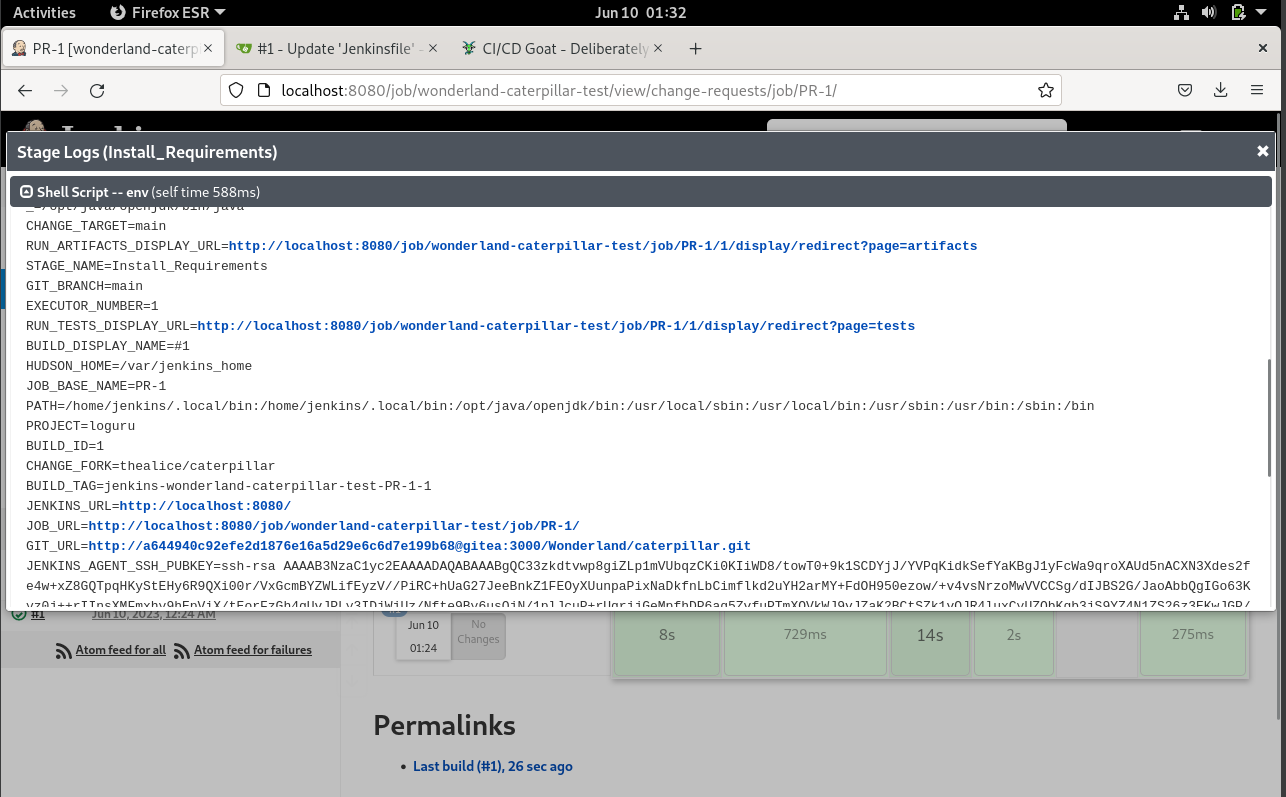 Activities Firefox ESR Jun 10 01:32
PR-1 [wonderland-caterp #1 - Update 'Jenkinsfile' - CI/CD Goat - Deliberately
localhost:8080/job/wonderland-caterpillar-test/view/change-requests/job/PR-1/
Stage Logs (Install_Requirements)
Shell Script -- env (self time 588ms)
_=/opt/java/openjdk/bin/java
CHANGE_TARGET=main
RUN_ARTIFACTS_DISPLAY_URL=http://localhost:8080/job/wonderland-caterpillar-test/job/PR-1/1/display/redirect?page=artifacts
STAGE_NAME=Install_Requirements
GIT_BRANCH=main
EXECUTOR_NUMBER=1
RUN_TESTS_DISPLAY_URL=http://localhost:8080/job/wonderland-caterpillar-test/job/PR-1/1/display/redirect?page=tests
BUILD_DISPLAY_NAME=#1
HUDSON_HOME=/var/jenkins_home
JOB_BASE_NAME=PR-1
PATH=/home/jenkins/.local/bin:/home/jenkins/.local/bin:/opt/java/openjdk/bin:/usr/local/sbin:/usr/local/bin:/usr/sbin:/usr/bin:/sbin:/bin
PROJECT=loguru
BUILD_ID=1
CHANGE_FORK=thealice/caterpillar
BUILD_TAG=jenkins-wonderland-caterpillar-test-PR-1-1
JENKINS_URL=http://localhost:8080/
JOB_URL=http://localhost:8080/job/wonderland-caterpillar-test/job/PR-1/
GIT_URL=http://a644940c92efe2d1876e16a5d29e6c6d7e199b68@gitea:3000/Wonderland/caterpillar.git
JENKINS_AGENT_SSH_PUBKEY=ssh-rsa AAAAB3NzaC1yc2EAAAADAQABAAABgQC33zkdtvwp8giZLp1mVUbqzCKi0KIiWD8/towT0+9k1SCDYjJ/YVPqKidkSefYaKBgJ1yFcWa9qroXAUd5nACXN3Xdes2f
e4w+xZ8GQTpqHKyStEHy6R9QXi00r/VxGcmBYZWLifEyzV//PiRC+hUaG27JeeBnkZ1FEOyXUunpaPixNaDkfnLbCimflkd2uYH2arMY+FdOH950ezow/+v4vsNrzoMwVVCCSg/dIJBS2G/JaoAbbQgIGo63K
#1 Jun 10, 2023, 12:24 AM
Jun 10 No 8s 729ms 14s 2s 275ms
Changes
01:24
Atom feed for all Atom feed for failures
Permalinks
Last build (#1), 26 sec ago